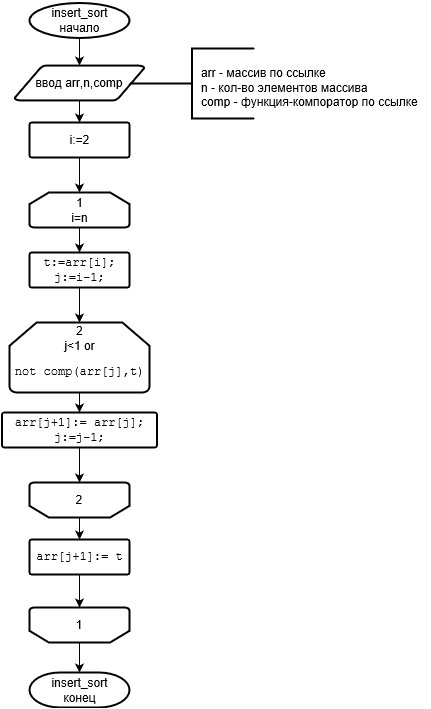 insert_sort
начало
ввод arr,n,comp
arr - массив по ссылке
n - кол-во элементов массива
comp - функция-компоратор по ссылке
i:=2
1
i=n
t:=arr[i];
j:=i-1;
2
j<1 or
not comp(arr[j],t)
arr[j+1]:= arr[j];
j:=j-1;
2
arr[j+1]:= t
1
insert_sort
конец